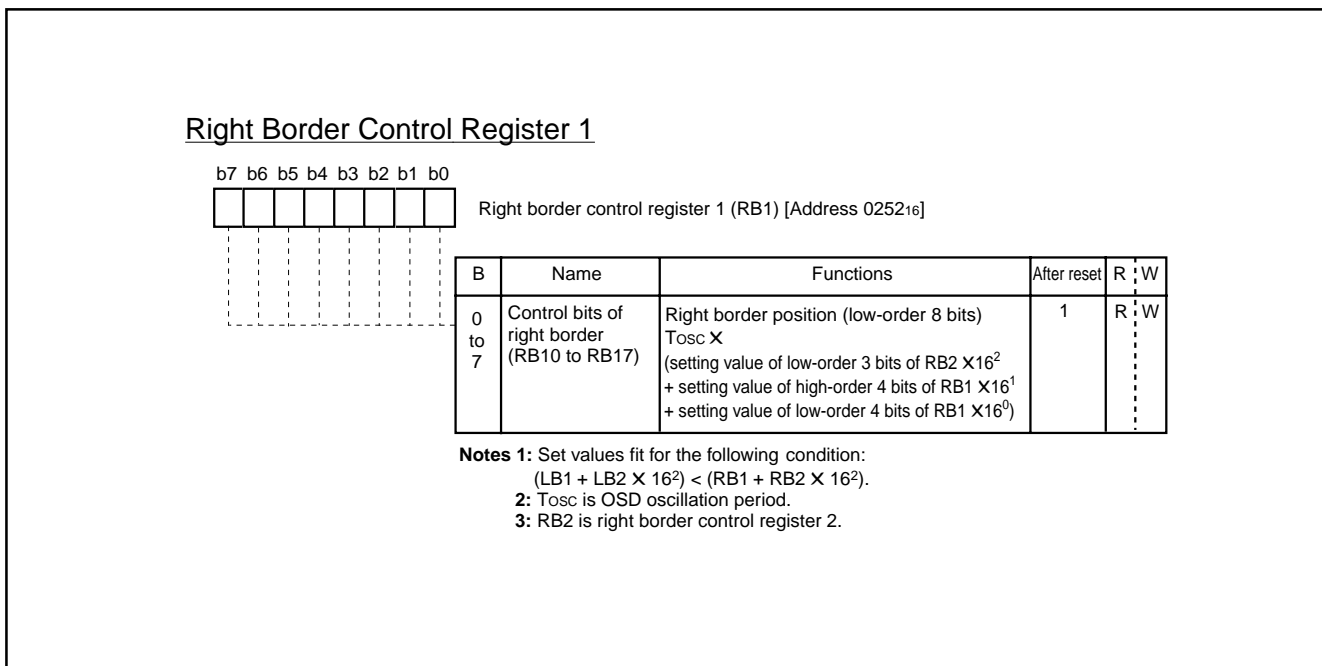 Right Border Control Register 1
b7 b6 b5 b4 b3 b2 b1 b0
Right border control register 1 (RB1) [Address 0252₁₆]
B Name Functions After reset R W
0 to 7
Control bits of
right border
(RB10 to RB17)
Right border position (low-order 8 bits)
Tosc ✕
(setting value of low-order 3 bits of RB2 ✕16²
+ setting value of high-order 4 bits of RB1 ✕16¹
+ setting value of low-order 4 bits of RB1 ✕16⁰)
1 R W
Notes 1: Set values fit for the following condition:
(LB1 + LB2 ✕ 16²) < (RB1 + RB2 ✕ 16²).
2: Tosc is OSD oscillation period.
3: RB2 is right border control register 2.